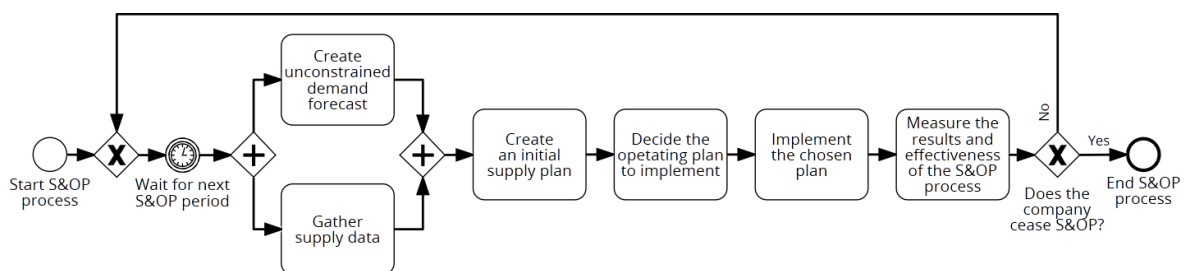 Start S&OP
process
Wait for next
S&OP period
Create
unconstrained
demand
forecast
Gather
supply data
Create
an initial
supply plan
Decide the
opetating plan
to implement
Implement
the chosen
plan
Measure the
results and
effectiveness
of the S&OP
process
No
Does the
company
cease S&OP?
Yes
End S&OP
process